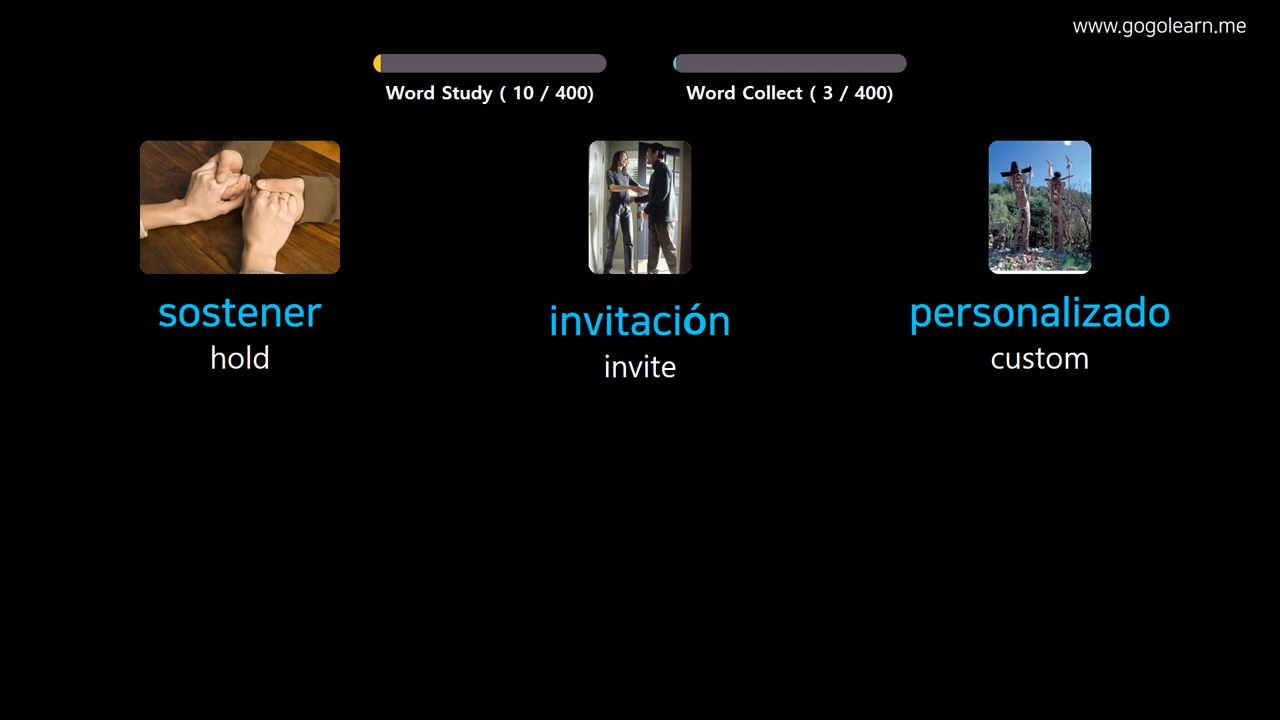 www.gogolearn.me
Word Study ( 10 / 400)
Word Collect ( 3 / 400)
sostener
hold
invitación
invite
personalizado
custom